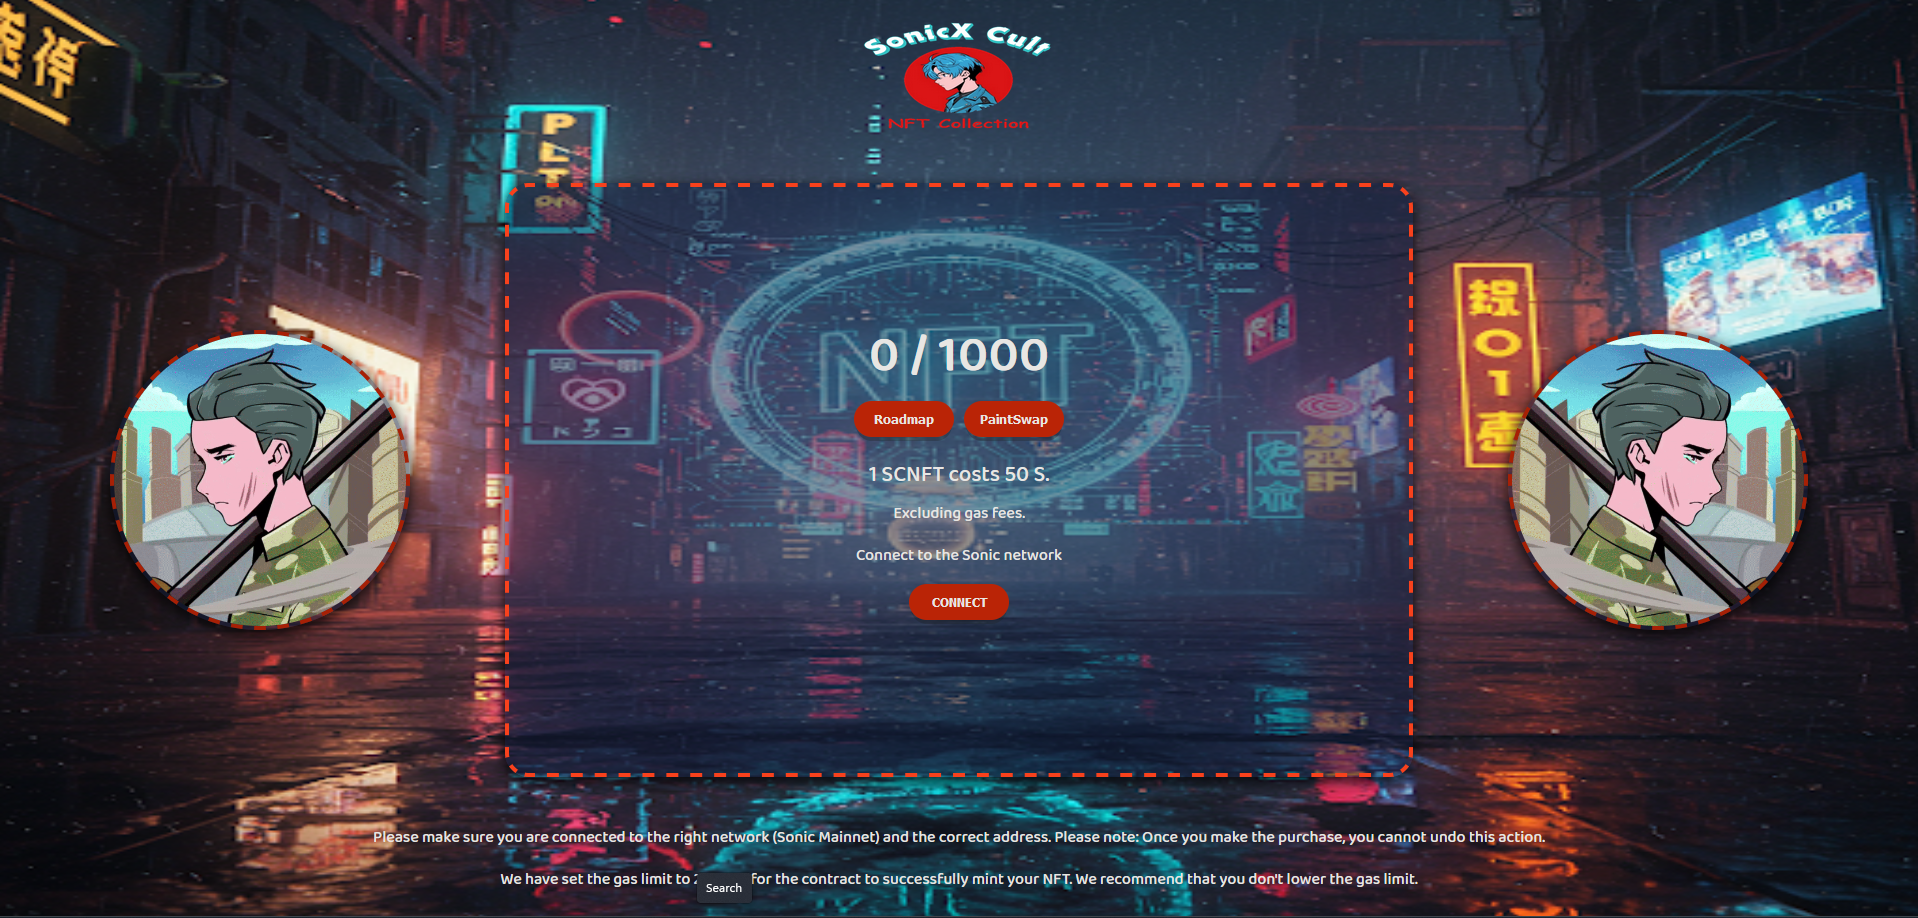 SonicX Cult
NFT Collection
NFT
0 / 1000
Roadmap PaintSwap
1 SCNFT costs 50 S.
Excluding gas fees.
Connect to the Sonic network
CONNECT
Please make sure you are connected to the right network (Sonic Mainnet) and the correct address. Please note: Once you make the purchase, you cannot undo this action.
We have set the gas limit to for the contract to successfully mint your NFT. We recommend that you don't lower the gas limit.
Search